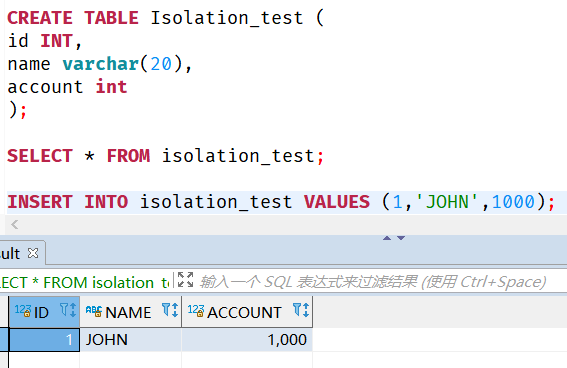 CREATE TABLE Isolation_test (
id INT,
name varchar(20),
account int
);
SELECT * FROM isolation_test;
INSERT INTO isolation_test VALUES (1,'JOHN',1000);
sult
ECT * FROM isolation_te 输入一个 SQL 表达式来过滤结果 (使用 Ctrl+Space)
123 ID ABC NAME 123 ACCOUNT
1 JOHN 1,000